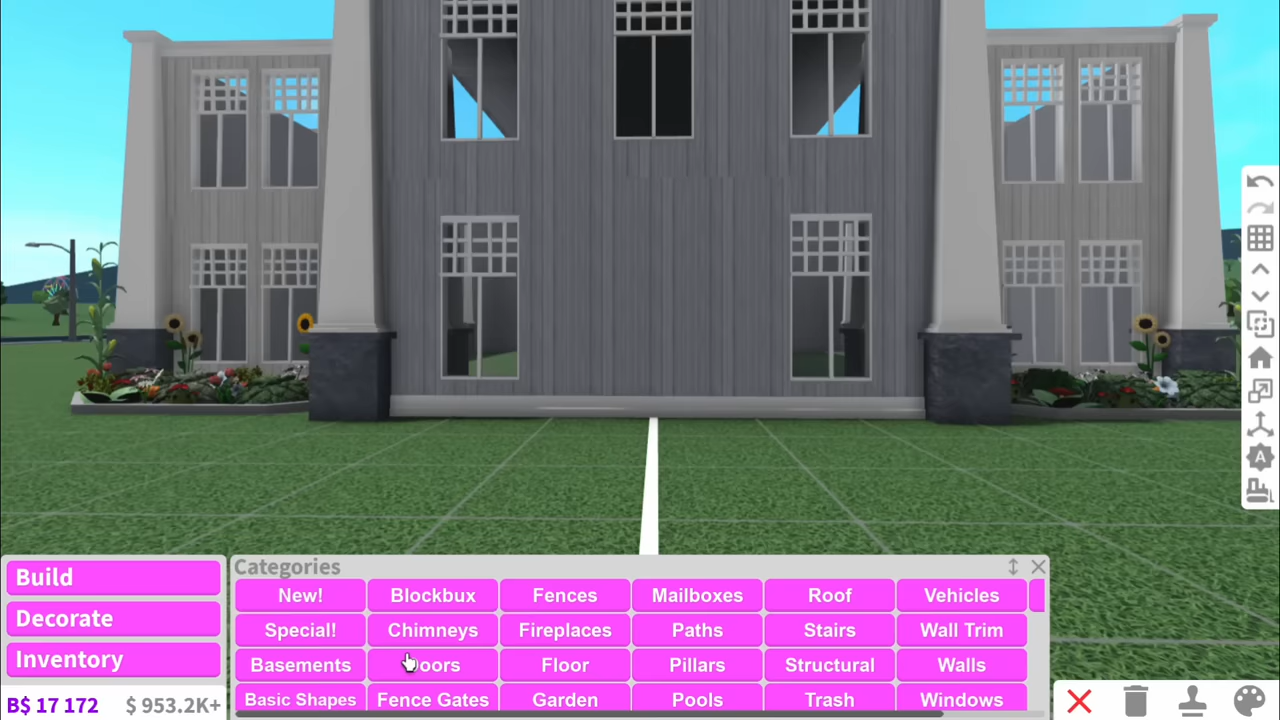 Categories
Build
Decorate
Inventory
B$ 17 172 $ 953.2K+
New! Blockbux Fences Mailboxes Roof Vehicles
Special! Chimneys Fireplaces Paths Stairs Wall Trim
Basements Doors Floor Pillars Structural Walls
Basic Shapes Fence Gates Garden Pools Trash Windows
A